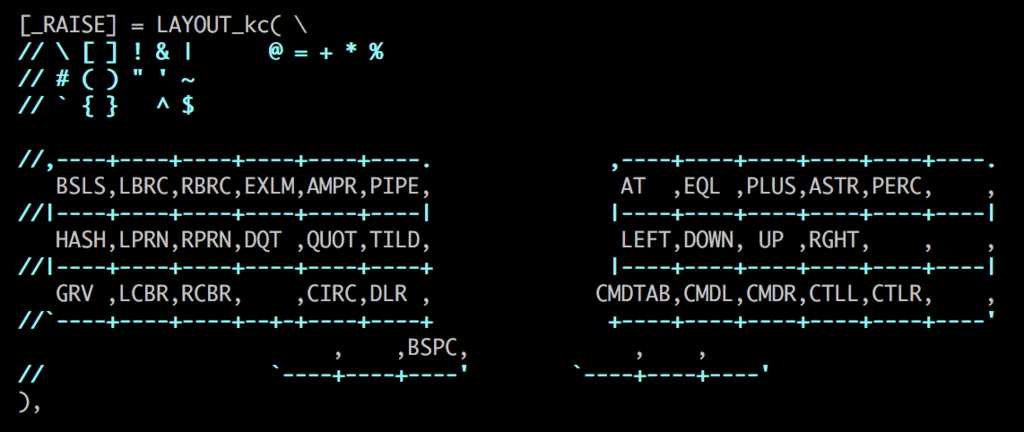 [_RAISE] = LAYOUT_kc( \
// \ [ ] ! & |      @ = + * %
// # ( ) " ' ~
// ` { }   ^ $

//,----+----+----+----+----+----.              ,----+----+----+----+----+----.
   BSLS,LBRC,RBRC,EXLM,AMPR,PIPE,               AT  ,EQL ,PLUS,ASTR,PERC,    ,
//|----+----+----+----+----+----|              |----+----+----+----+----+----|
   HASH,LPRN,RPRN,DQT ,QUOT,TILD,               LEFT,DOWN, UP ,RGHT,    ,    ,
//|----+----+----+----+----+----+              |----+----+----+----+----+----|
   GRV ,LCBR,RCBR,    ,CIRC,DLR ,             CMDTAB,CMDL,CMDR,CTLL,CTLR,    ,
//`----+----+----+--+-+----+----+              +----+----+----+----+----+----'
                         ,    ,BSPC,             ,    ,
//                  `----+----+----'        `----+----+----'
),